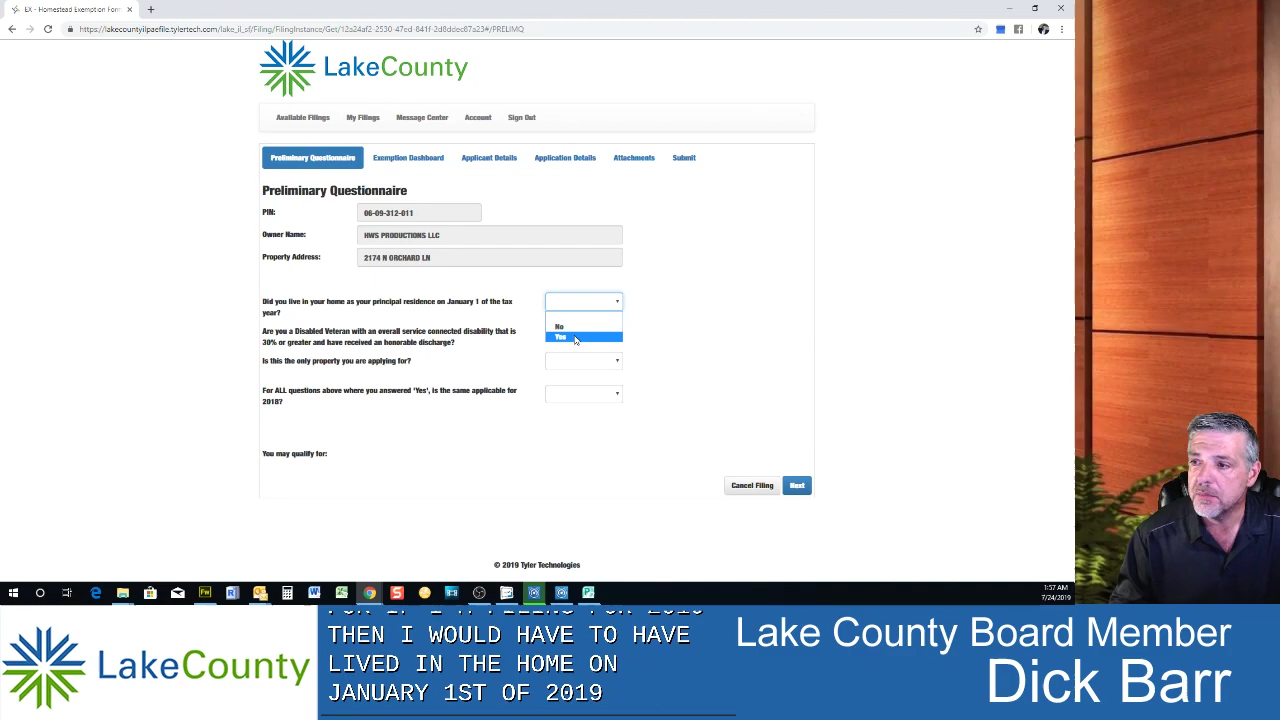 EX - Homestead Exemption Form
https://lakecountyilpaefile.tylertech.com/lake_il_sf/Filing/FilingInstance/Get/12a24af2-2530-47ed-841f-2d8ddec87a23#/PRELIMQ
LakeCounty
Available Filings My Filings Message Center Account Sign Out
Preliminary Questionnaire Exemption Dashboard Applicant Details Application Details Attachments Submit
Preliminary Questionnaire
PIN: 06-09-312-011
Owner Name: HWS PRODUCTIONS LLC
Property Address: 2174 N ORCHARD LN
Did you live in your home as your principal residence on January 1 of the tax
year?
No
Yes
Are you a Disabled Veteran with an overall service connected disability that is
30% or greater and have received an honorable discharge?
Is this the only property you are applying for?
For ALL questions above where you answered 'Yes', is the same applicable for
2018?
You may qualify for:
Cancel Filing Next
© 2019 Tyler Technologies
1:57 AM
7/24/2019
LakeCounty
THEN I WOULD HAVE TO HAVE
LIVED IN THE HOME ON
JANUARY 1ST OF 2019
Lake County Board Member
Dick Barr